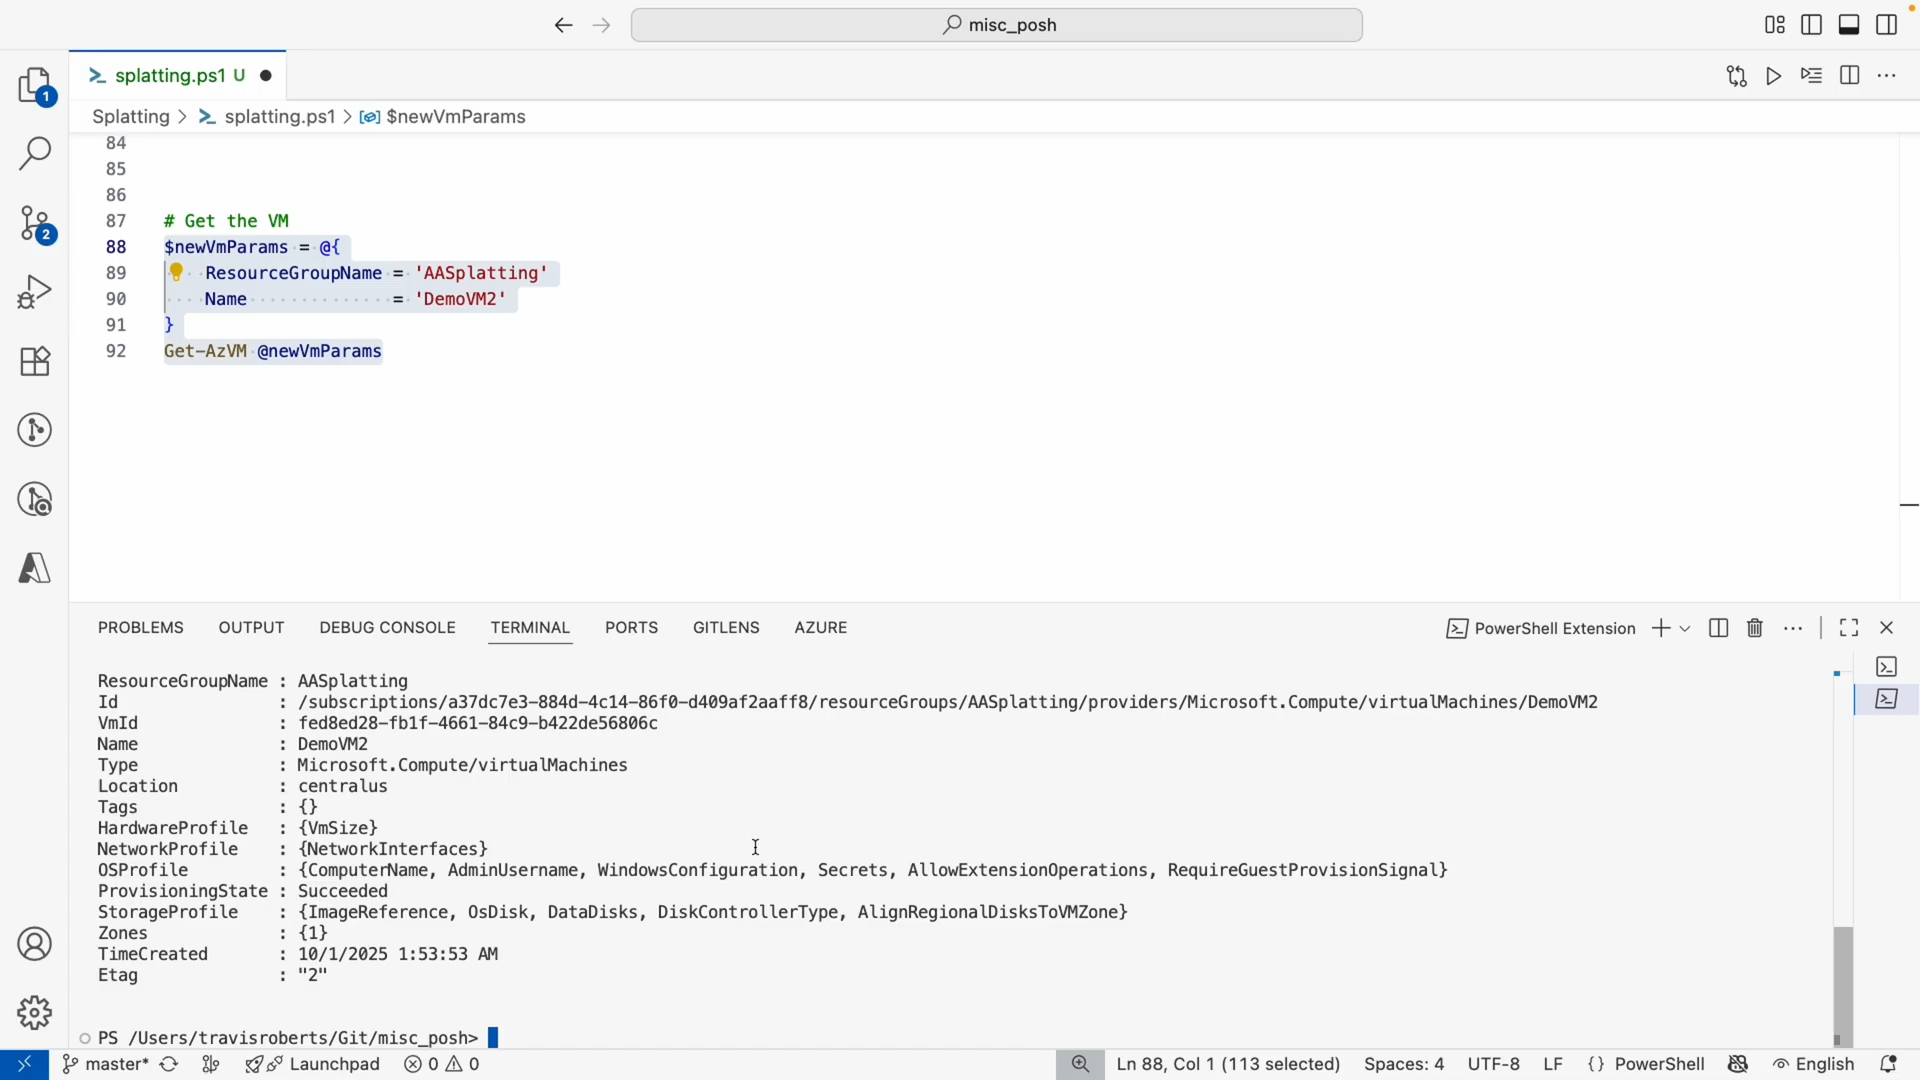 misc_posh
splatting.ps1 U
1
Splatting > splatting.ps1 > $newVmParams
84
85
86
87 # Get the VM
88 $newVmParams = @{
89 ResourceGroupName = 'AASplatting'
90 Name = 'DemoVM2'
91 }
92 Get-AzVM @newVmParams
2
PROBLEMS OUTPUT DEBUG CONSOLE TERMINAL PORTS GITLENS AZURE PowerShell Extension
ResourceGroupName : AASplatting
Id : /subscriptions/a37dc7e3-884d-4c14-86f0-d409af2aaff8/resourceGroups/AASplatting/providers/Microsoft.Compute/virtualMachines/DemoVM2
VmId : fed8ed28-fb1f-4661-84c9-b422de56806c
Name : DemoVM2
Type : Microsoft.Compute/virtualMachines
Location : centralus
Tags : {}
HardwareProfile : {VmSize}
NetworkProfile : {NetworkInterfaces}
OSProfile : {ComputerName, AdminUsername, WindowsConfiguration, Secrets, AllowExtensionOperations, RequireGuestProvisionSignal}
ProvisioningState : Succeeded
StorageProfile : {ImageReference, OsDisk, DataDisks, DiskControllerType, AlignRegionalDisksToVMZone}
Zones : {1}
TimeCreated : 10/1/2025 1:53:53 AM
Etag : "2"
PS /Users/travisroberts/Git/misc_posh>
master* Launchpad 0 0 Ln 88, Col 1 (113 selected) Spaces: 4 UTF-8 LF {} PowerShell English